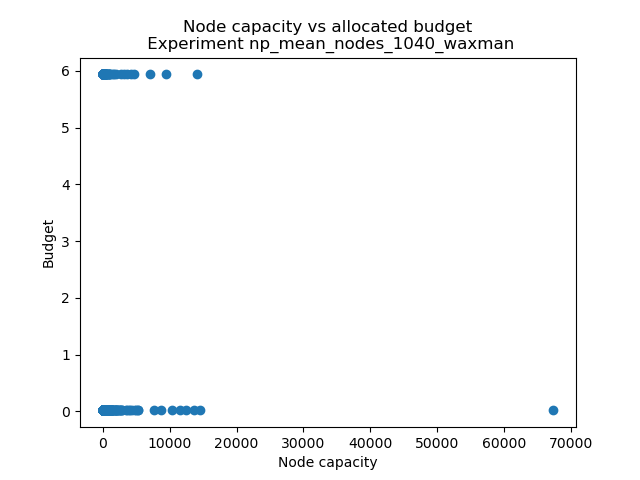 Node capacity vs allocated budget
Experiment np_mean_nodes_1040_waxman
6
5
4
3
2
1
0
Budget
0 10000 20000 30000 40000 50000 60000 70000
Node capacity